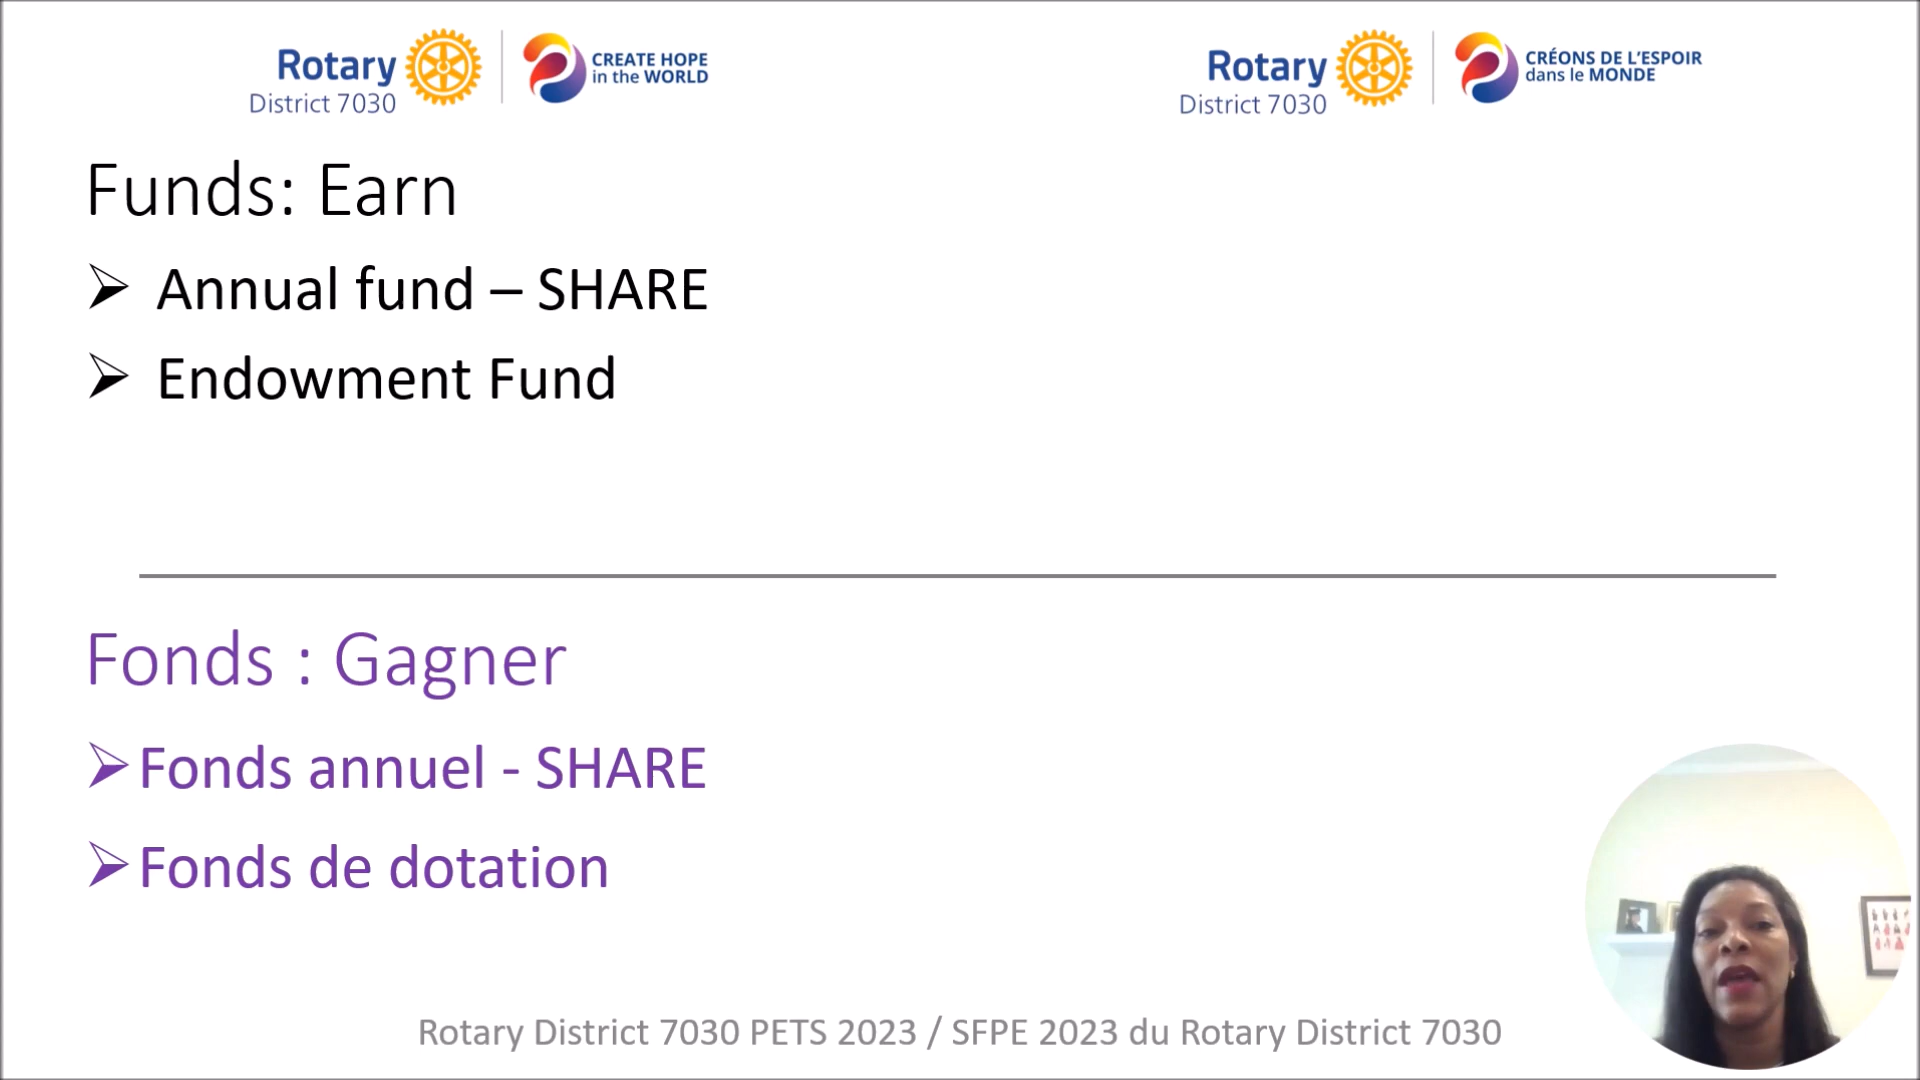 Rotary
District 7030
CREATE HOPE
in the WORLD
Rotary
District 7030
CRÉONS DE L'ESPOIR
dans le MONDE
Funds: Earn
Annual fund – SHARE
Endowment Fund
Fonds : Gagner
Fonds annuel - SHARE
Fonds de dotation
Rotary District 7030 PETS 2023 / SFPE 2023 du Rotary District 7030